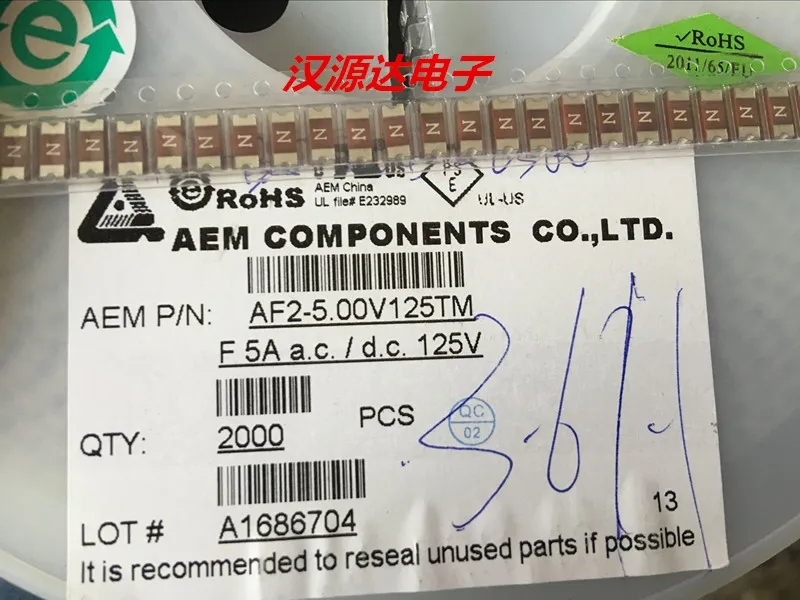 e
汉源达电子
✓RoHS
2011/65/EU
N N N N N N N N N N N N N N N N N N N N
e RoHS
AEM China
UL file# E232989
PS
E
UL-US
AEM COMPONENTS CO.,LTD.
AEM P/N: AF2-5.00V125TM
F 5A a.c. / d.c. 125V
QTY: 2000 PCS
QC
02
LOT # A1686704
13
It is recommended to reseal unused parts if possible